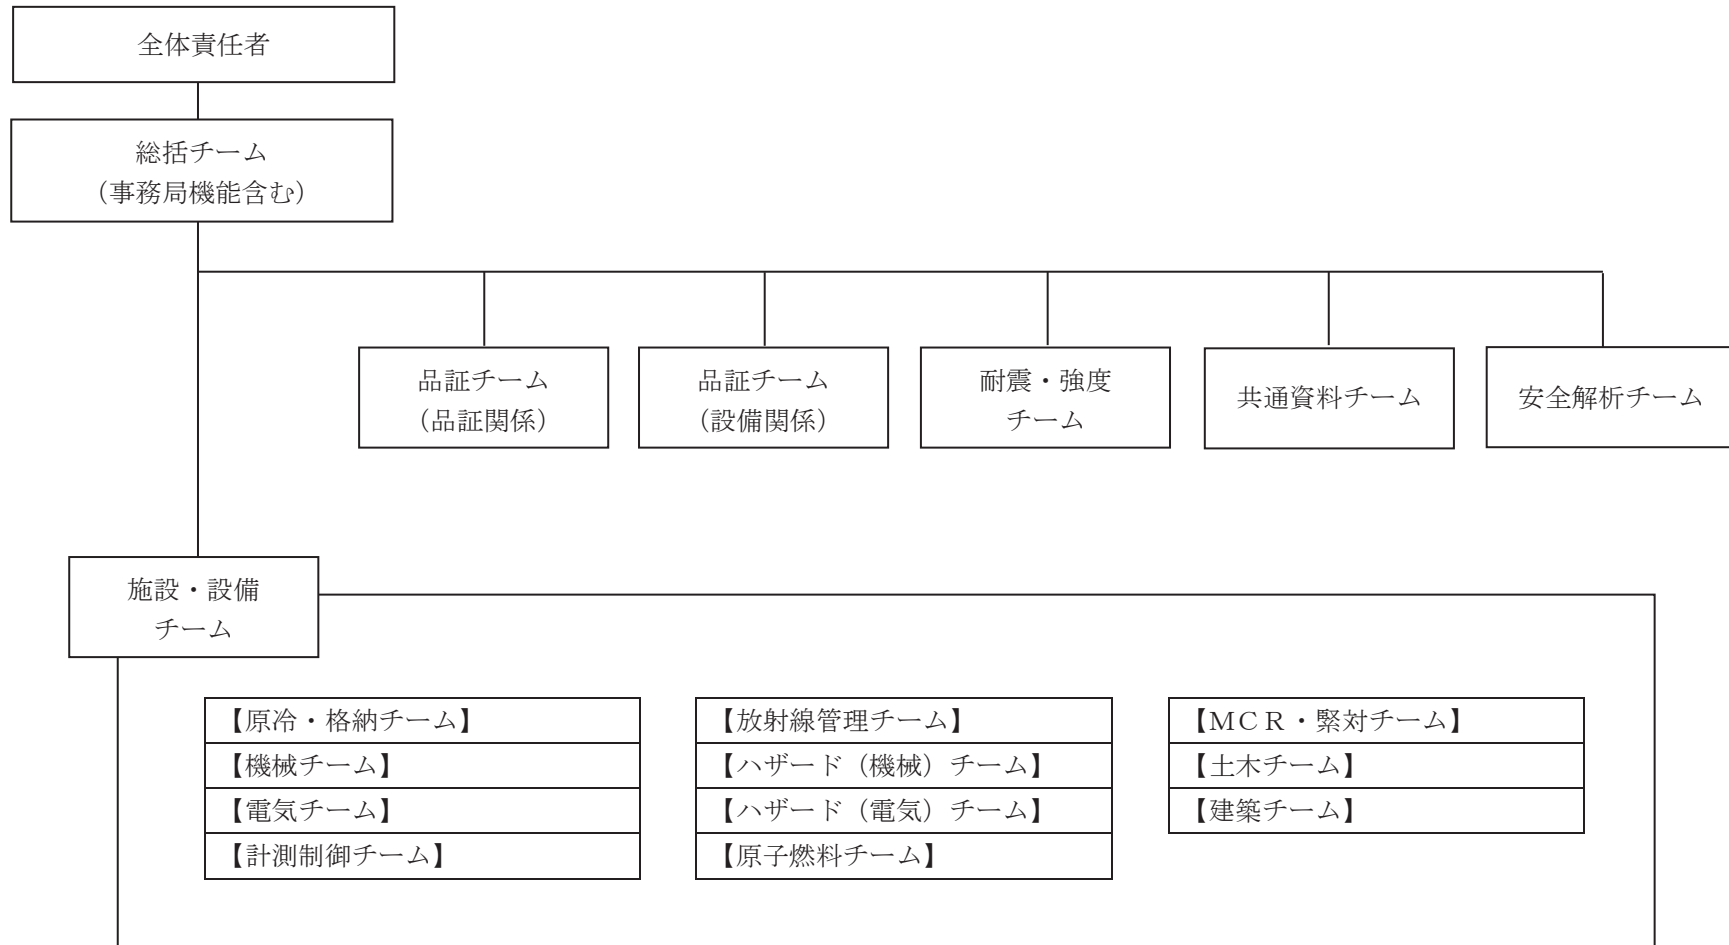 全体責任者
総括チーム
（事務局機能含む）
品証チーム
（品証関係）
品証チーム
（設備関係）
耐震・強度
チーム
共通資料チーム
安全解析チーム
施設・設備
チーム
【原冷・格納チーム】
【機械チーム】
【電気チーム】
【計測制御チーム】
【放射線管理チーム】
【ハザード（機械）チーム】
【ハザード（電気）チーム】
【原子燃料チーム】
【ＭＣＲ・緊対チーム】
【土木チーム】
【建築チーム】